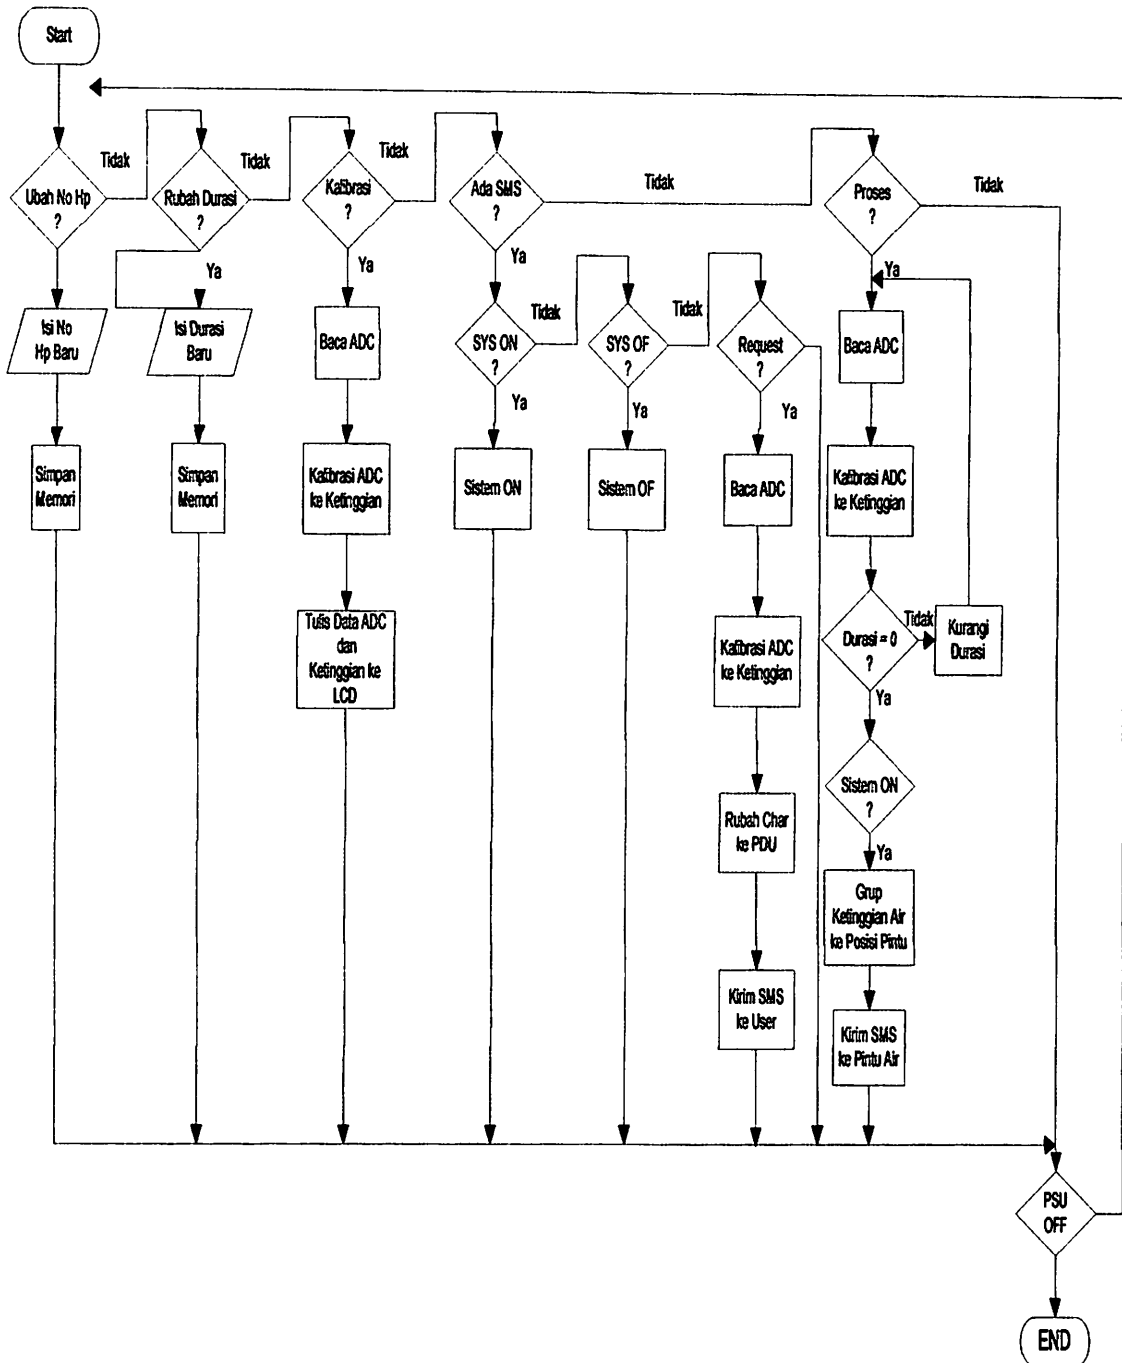 Start
Tidak
Tidak
Tidak
Tidak
Tidak
Ubah No Hp
?
Rubah Durasi
?
Kalibrasi
?
Ada SMS
?
Proses
?
Ya
Ya
Ya
Ya
Isi No
Hp Baru
Isi Durasi
Baru
Baca ADC
SYS ON
?
Tidak
SYS OF
?
Tidak
Request
?
Baca ADC
Ya
Ya
Ya
Simpan
Memori
Simpan
Memori
Kalibrasi ADC
ke Ketinggian
Sistem ON
Sistem OF
Baca ADC
Kalibrasi ADC
ke Ketinggian
Tulis Data ADC
dan
Ketinggian ke
LCD
Kalibrasi ADC
ke Ketinggian
Durasi = 0
?
Tidak
Kurangi
Durasi
Ya
Sistem ON
?
Ya
Rubah Char
ke PDU
Grup
Ketinggian Air
ke Posisi Pintu
Kirim SMS
ke User
Kirim SMS
ke Pintu Air
PSU
OFF
END